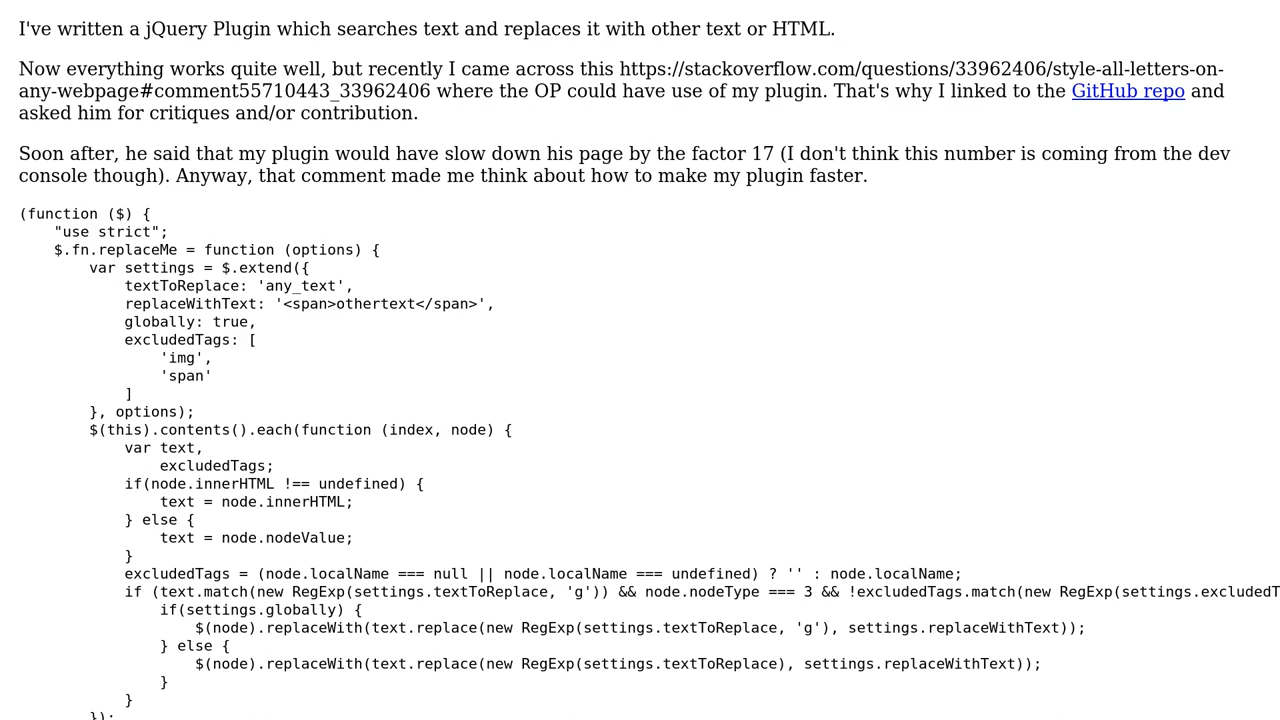 I've written a jQuery Plugin which searches text and replaces it with other text or HTML.
Now everything works quite well, but recently I came across this https://stackoverflow.com/questions/33962406/style-all-letters-on-
any-webpage#comment55710443_33962406 where the OP could have use of my plugin. That's why I linked to the GitHub repo and
asked him for critiques and/or contribution.
Soon after, he said that my plugin would have slow down his page by the factor 17 (I don't think this number is coming from the dev
console though). Anyway, that comment made me think about how to make my plugin faster.
(function ($) {
    "use strict";
    $.fn.replaceMe = function (options) {
        var settings = $.extend({
            textToReplace: 'any_text',
            replaceWithText: '<span>othertext</span>',
            globally: true,
            excludedTags: [
                'img',
                'span'
            ]
        }, options);
        $(this).contents().each(function (index, node) {
            var text,
                excludedTags;
            if(node.innerHTML !== undefined) {
                text = node.innerHTML;
            } else {
                text = node.nodeValue;
            }
            excludedTags = (node.localName === null || node.localName === undefined) ? '' : node.localName;
            if (text.match(new RegExp(settings.textToReplace, 'g')) && node.nodeType === 3 && !excludedTags.match(new RegExp(settings.excludedT
                if(settings.globally) {
                    $(node).replaceWith(text.replace(new RegExp(settings.textToReplace, 'g'), settings.replaceWithText));
                } else {
                    $(node).replaceWith(text.replace(new RegExp(settings.textToReplace), settings.replaceWithText));
                }
            }
        });